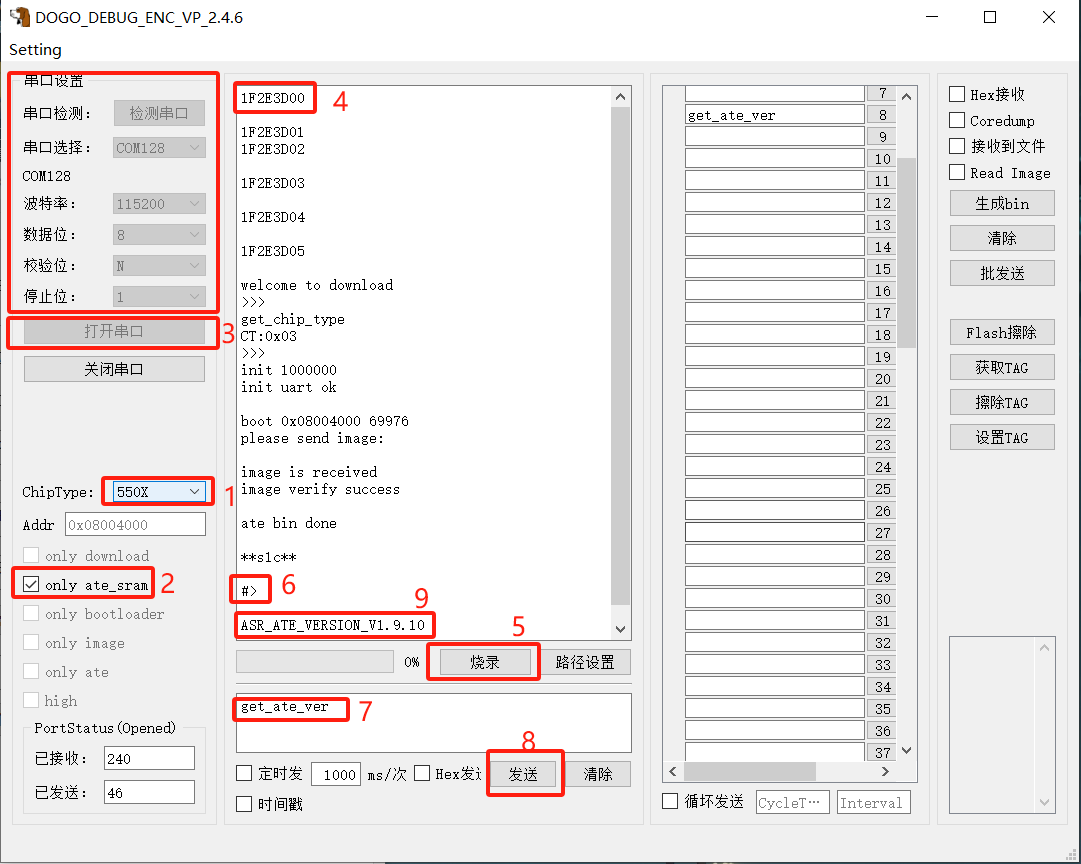 DOGO_DEBUG_ENC_VP_2.4.6
Setting
串口设置
串口检测:
检测串口
串口选择:
COM128
COM128
波特率:
115200
数据位:
8
校验位:
N
停止位:
1
打开串口
3
关闭串口
ChipType:
550X
1
Addr
0x08004000
only download
only ate_sram
2
only bootloader
only image
only ate
high
PortStatus(Opened)
已接收:
240
已发送:
46
1F2E3D00
4
1F2E3D01
1F2E3D02
1F2E3D03
1F2E3D04
1F2E3D05
welcome to download
>>>
get_chip_type
CT:0x03
>>>
init 1000000
init uart ok
boot 0x08004000 69976
please send image:
image is received
image verify success
ate bin done
**slc**
#>
6
9
ASR_ATE_VERSION_V1.9.10
5
0%
烧录
路径设置
get_ate_ver
7
8
定时发
1000
ms/次
Hex发
发送
清除
时间戳
7
get_ate_ver
8
9
10
11
12
13
14
15
16
17
18
19
20
21
22
23
24
25
26
27
28
29
30
31
32
33
34
35
36
37
循环发送
CycleT…
Interval
Hex接收
Coredump
接收到文件
Read Image
生成bin
清除
批发送
Flash擦除
获取TAG
擦除TAG
设置TAG